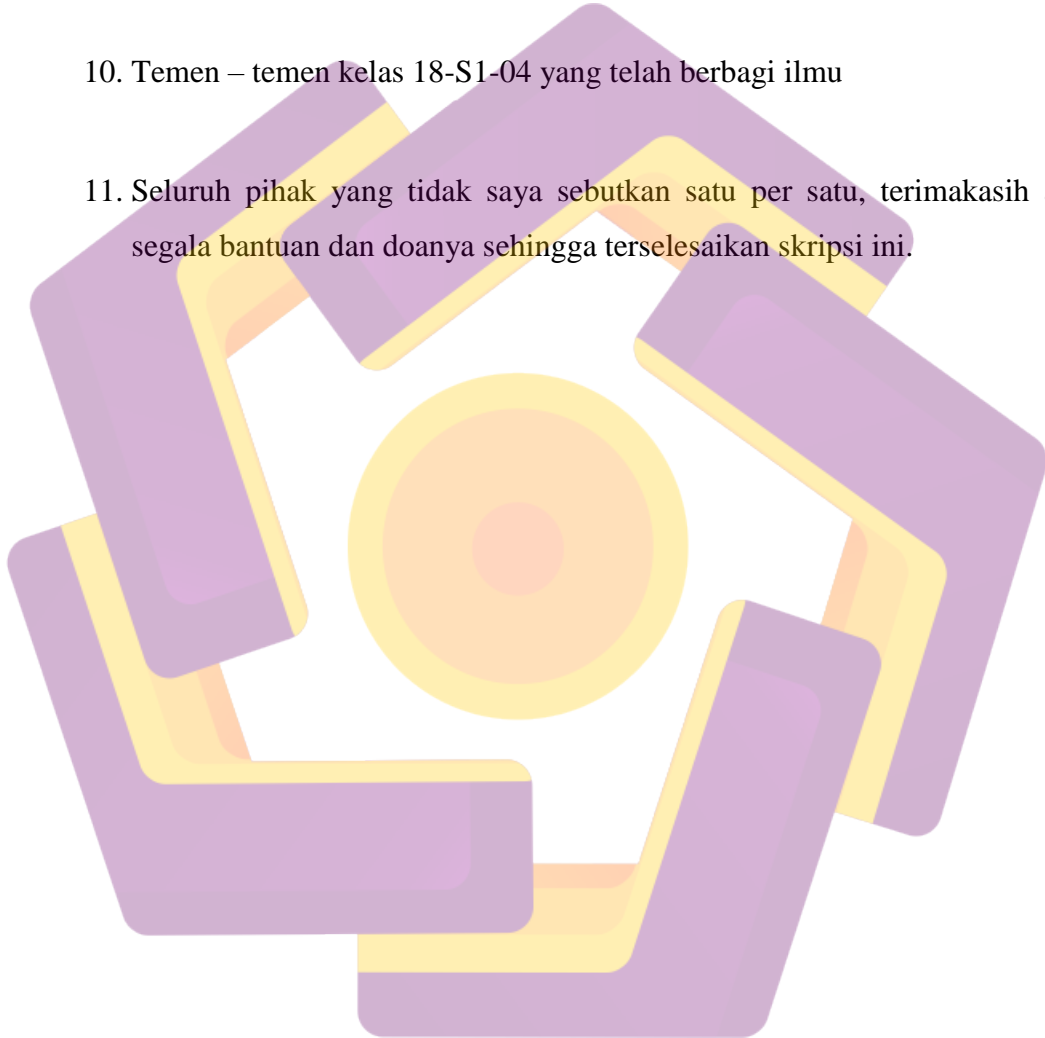 10. Temen – temen kelas 18-S1-04 yang telah berbagi ilmu
11. Seluruh pihak yang tidak saya sebutkan satu per satu, terimakasih
segala bantuan dan doanya sehingga terselesaikan skripsi ini.